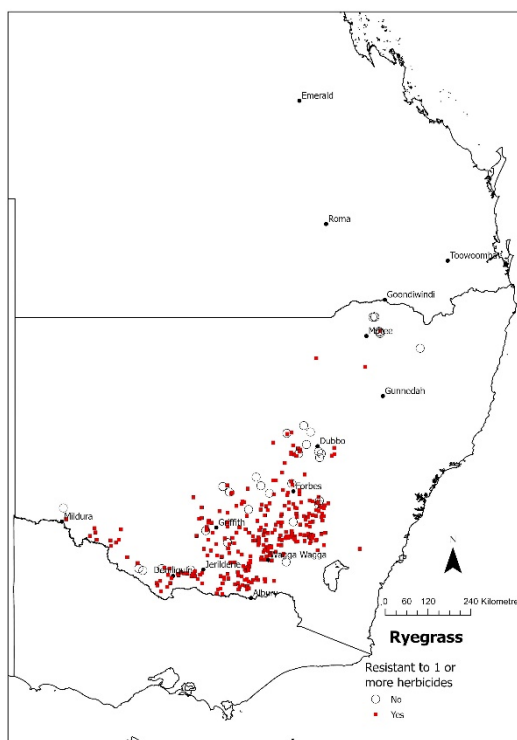 Emerald
Roma
Toowoomba
Goondiwindi
Moree
Gunnedah
Dubbo
Forbes
Mildura
Griffith
Wagga Wagga
Deniliquin
Jerilderie
Albury
N
0 60 120 240 Kilometre
Ryegrass
Resistant to 1 or
more herbicides
No
Yes